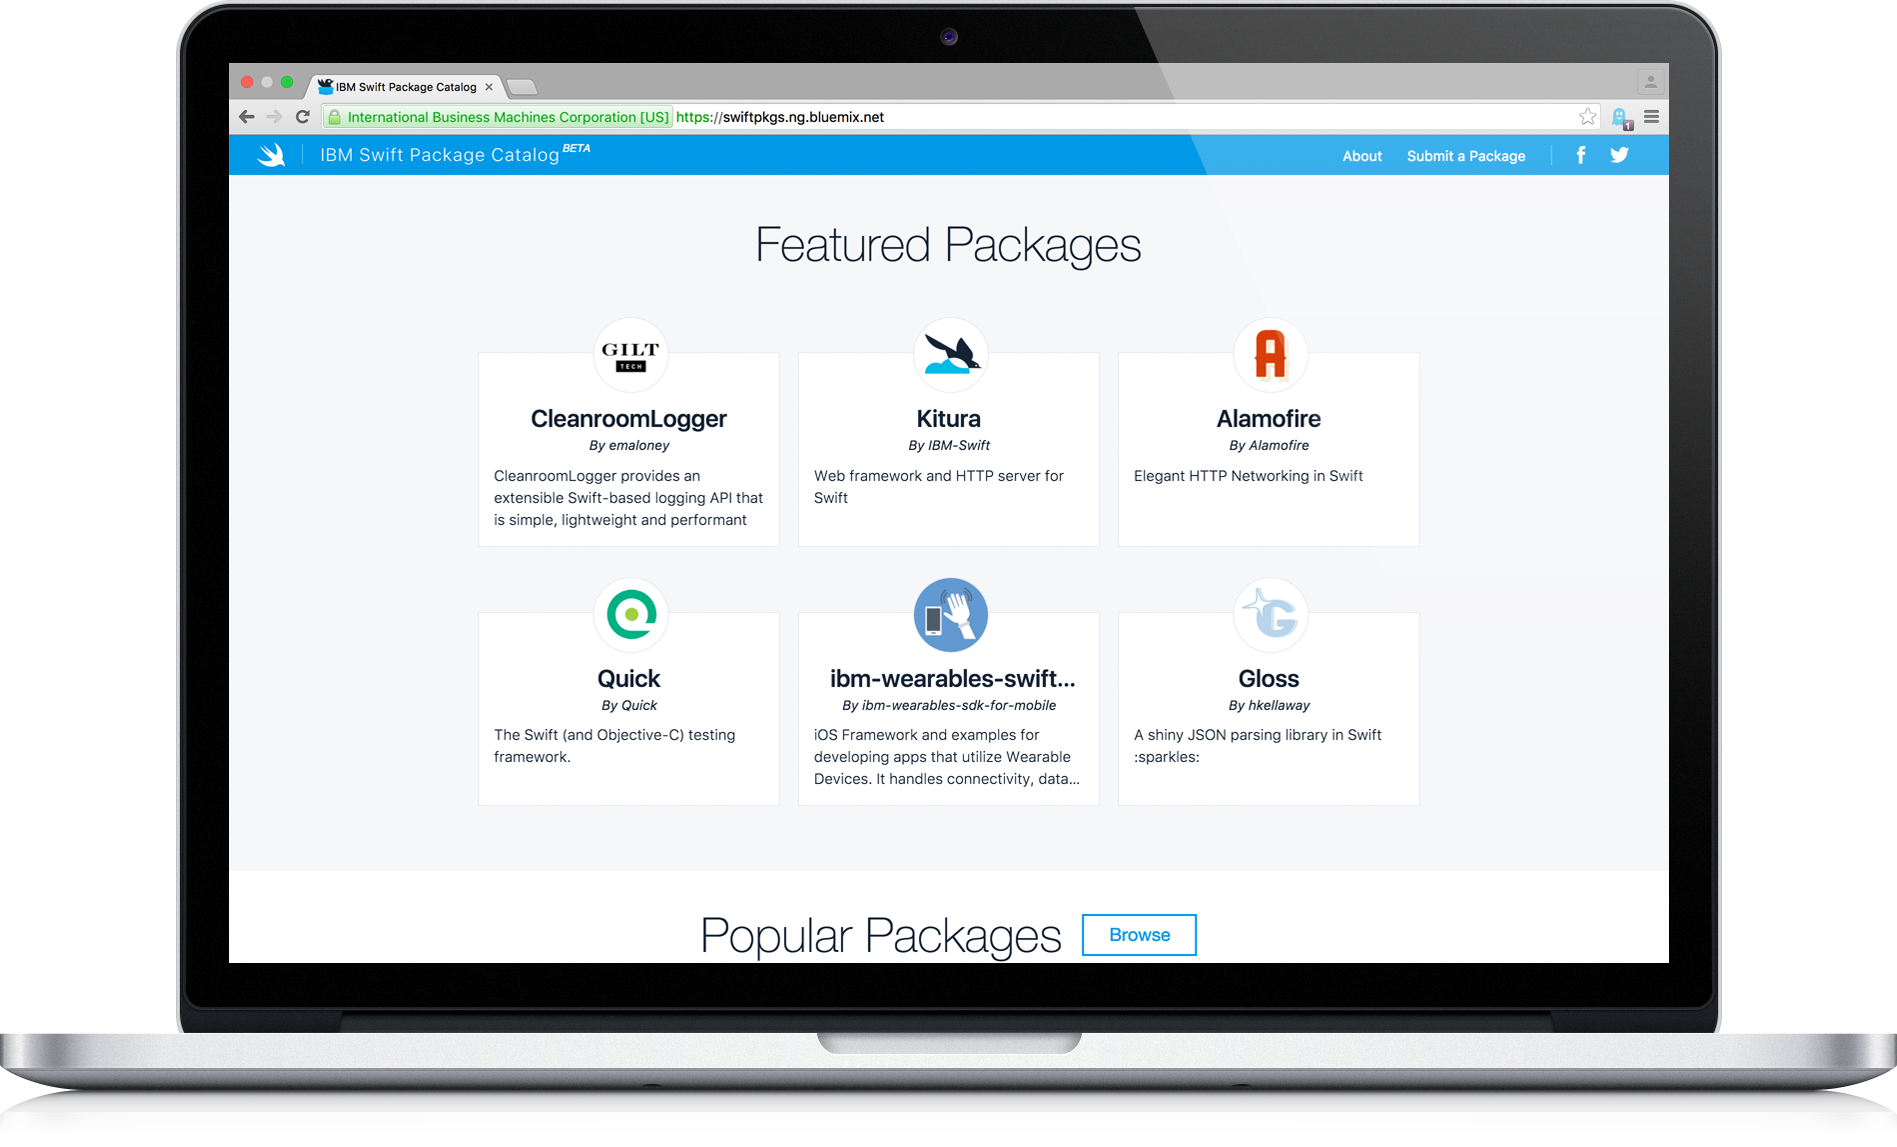 IBM Swift Package Catalog
International Business Machines Corporation [US] https://swiftpkgs.ng.bluemix.net
1
IBM Swift Package Catalog BETA
About Submit a Package
Featured Packages
GILT
TECH
CleanroomLogger
By emaloney
CleanroomLogger provides an
extensible Swift-based logging API that
is simple, lightweight and performant
Kitura
By IBM-Swift
Web framework and HTTP server for
Swift
A
Alamofire
By Alamofire
Elegant HTTP Networking in Swift
Quick
By Quick
The Swift (and Objective-C) testing
framework.
ibm-wearables-swift...
By ibm-wearables-sdk-for-mobile
iOS Framework and examples for
developing apps that utilize Wearable
Devices. It handles connectivity, data...
G
Gloss
By hkellaway
A shiny JSON parsing library in Swift
:sparkles:
Popular Packages
Browse